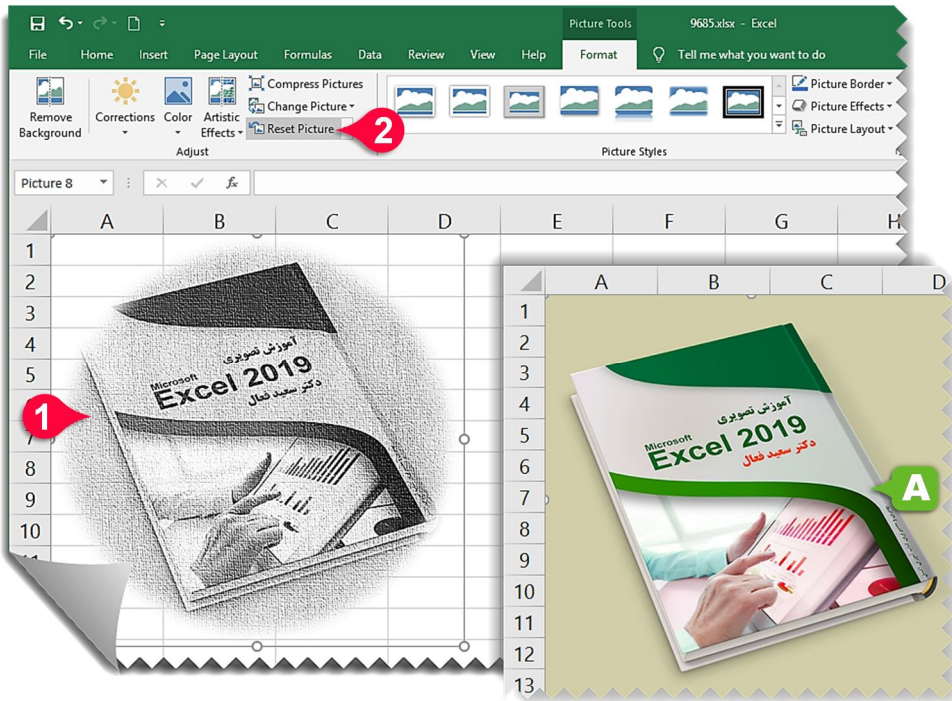 Picture Tools
9685.xlsx - Excel
File Home Insert Page Layout Formulas Data Review View Help Format Tell me what you want to do
Remove Background
Corrections
Color
Artistic Effects
Compress Pictures
Change Picture
Reset Picture
2
Picture Border
Picture Effects
Picture Layout
Adjust
Picture Styles
Picture 8
fx
A B C D E F G H
1
2
3
4
5
7
8
9
10
11
آموزش تصویری
Microsoft
Excel 2019
دکتر سعید فعال
1
A B C D
1
2
3
4
5
6
7
8
9
10
11
12
13
آموزش تصویری
Microsoft
Excel 2019
دکتر سعید فعال
A